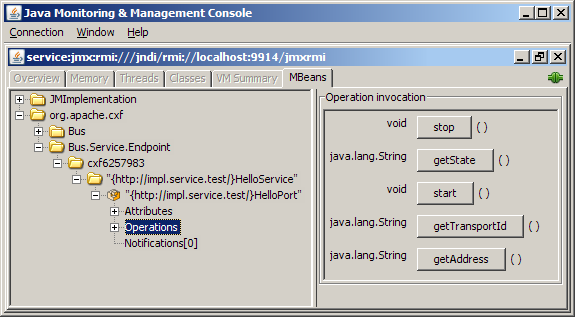 Java Monitoring & Management Console
Connection Window Help
service:jmx:rmi:///jndi/rmi://localhost:9914/jmxrmi
Overview Memory Threads Classes VM Summary MBeans
JMImplementation
org.apache.cxf
Bus
Bus.Service.Endpoint
cxf6257983
"{http://impl.service.test/}HelloService"
"{http://impl.service.test/}HelloPort"
Attributes
Operations
Notifications[0]
Operation invocation
void stop ( )
java.lang.String getState ( )
void start ( )
java.lang.String getTransportId ( )
java.lang.String getAddress ( )